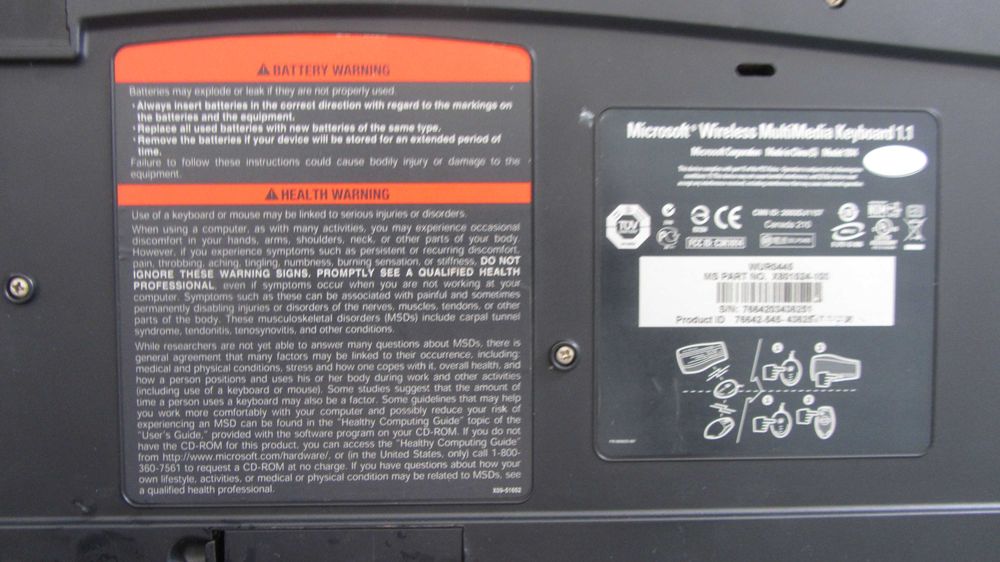 BATTERY WARNING
Batteries may explode or leak if they are not properly used.
• Always insert batteries in the correct direction with regard to the markings on
the batteries and the equipment.
• Replace all used batteries with new batteries of the same type.
• Remove the batteries if your device will be stored for an extended period of
time.
Failure to follow these instructions could cause bodily injury or damage to the
equipment.
HEALTH WARNING
Use of a keyboard or mouse may be linked to serious injuries or disorders.
When using a computer, as with many activities, you may experience occasional
discomfort in your hands, arms, shoulders, neck, or other parts of your body.
However, if you experience symptoms such as persistent or recurring discomfort,
pain, throbbing, aching, tingling, numbness, burning sensation, or stiffness, DO NOT
IGNORE THESE WARNING SIGNS. PROMPTLY SEE A QUALIFIED HEALTH
PROFESSIONAL, even if symptoms occur when you are not working at your
computer. Symptoms such as these can be associated with painful and sometimes
permanently disabling injuries or disorders of the nerves, muscles, tendons, or other
parts of the body. These musculoskeletal disorders (MSDs) include carpal tunnel
syndrome, tendonitis, tenosynovitis, and other conditions.
While researchers are not yet able to answer many questions about MSDs, there is
general agreement that many factors may be linked to their occurrence, including:
medical and physical conditions, stress and how one copes with it, overall health, and
how a person positions and uses his or her body during work and other activities
(including use of a keyboard or mouse). Some studies suggest that the amount of
time a person uses a keyboard may also be a factor. Some guidelines that may help
you work more comfortably with your computer and possibly reduce your risk of
experiencing an MSD can be found in the "Healthy Computing Guide" topic of the
"User's Guide," provided with the software program on your CD-ROM. If you do not
have the CD-ROM for this product, you can access the "Healthy Computing Guide"
from http://www.microsoft.com/hardware/, or (in the United States, only) call 1-800-
360-7561 to request a CD-ROM at no charge. If you have questions about how your
own lifestyle, activities, or medical or physical condition may be related to MSDs, see
a qualified health professional.
X09-51652
Microsoft® Wireless MultiMedia Keyboard 1.1
Microsoft Corporation Made in China
TÜV
CE
Canada 210
WUR0446
MS PART NO.
S/N: 7664203438251
Product ID